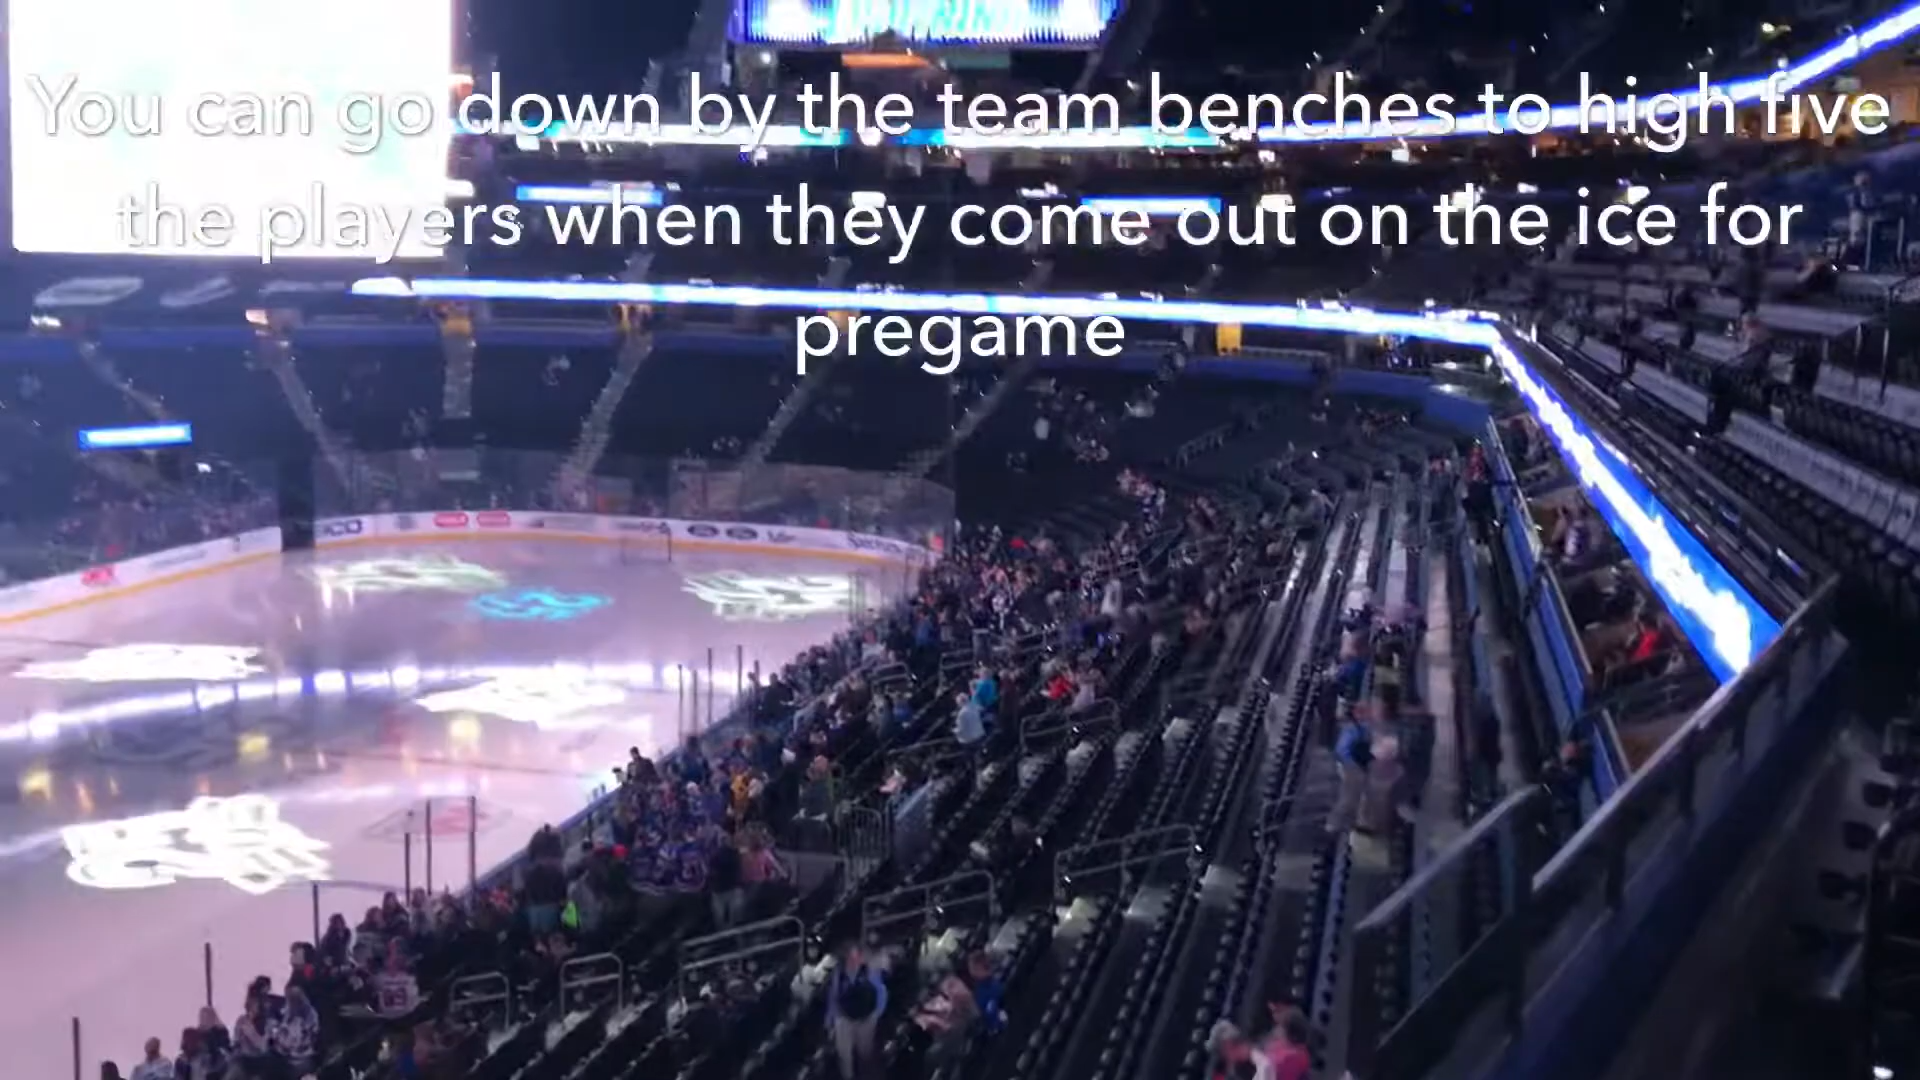 You can go down by the team benches to high five
the players when they come out on the ice for
pregame